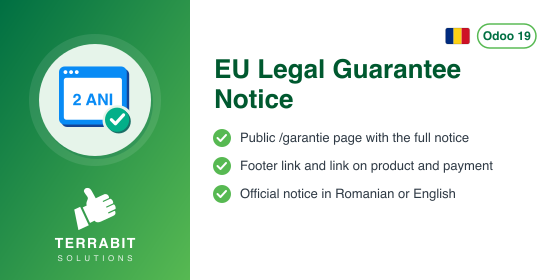 Odoo 19
2 ANI
EU Legal Guarantee
Notice
Public /garantie page with the full notice
Footer link and link on product and payment
Official notice in Romanian or English
TERRABIT
SOLUTIONS